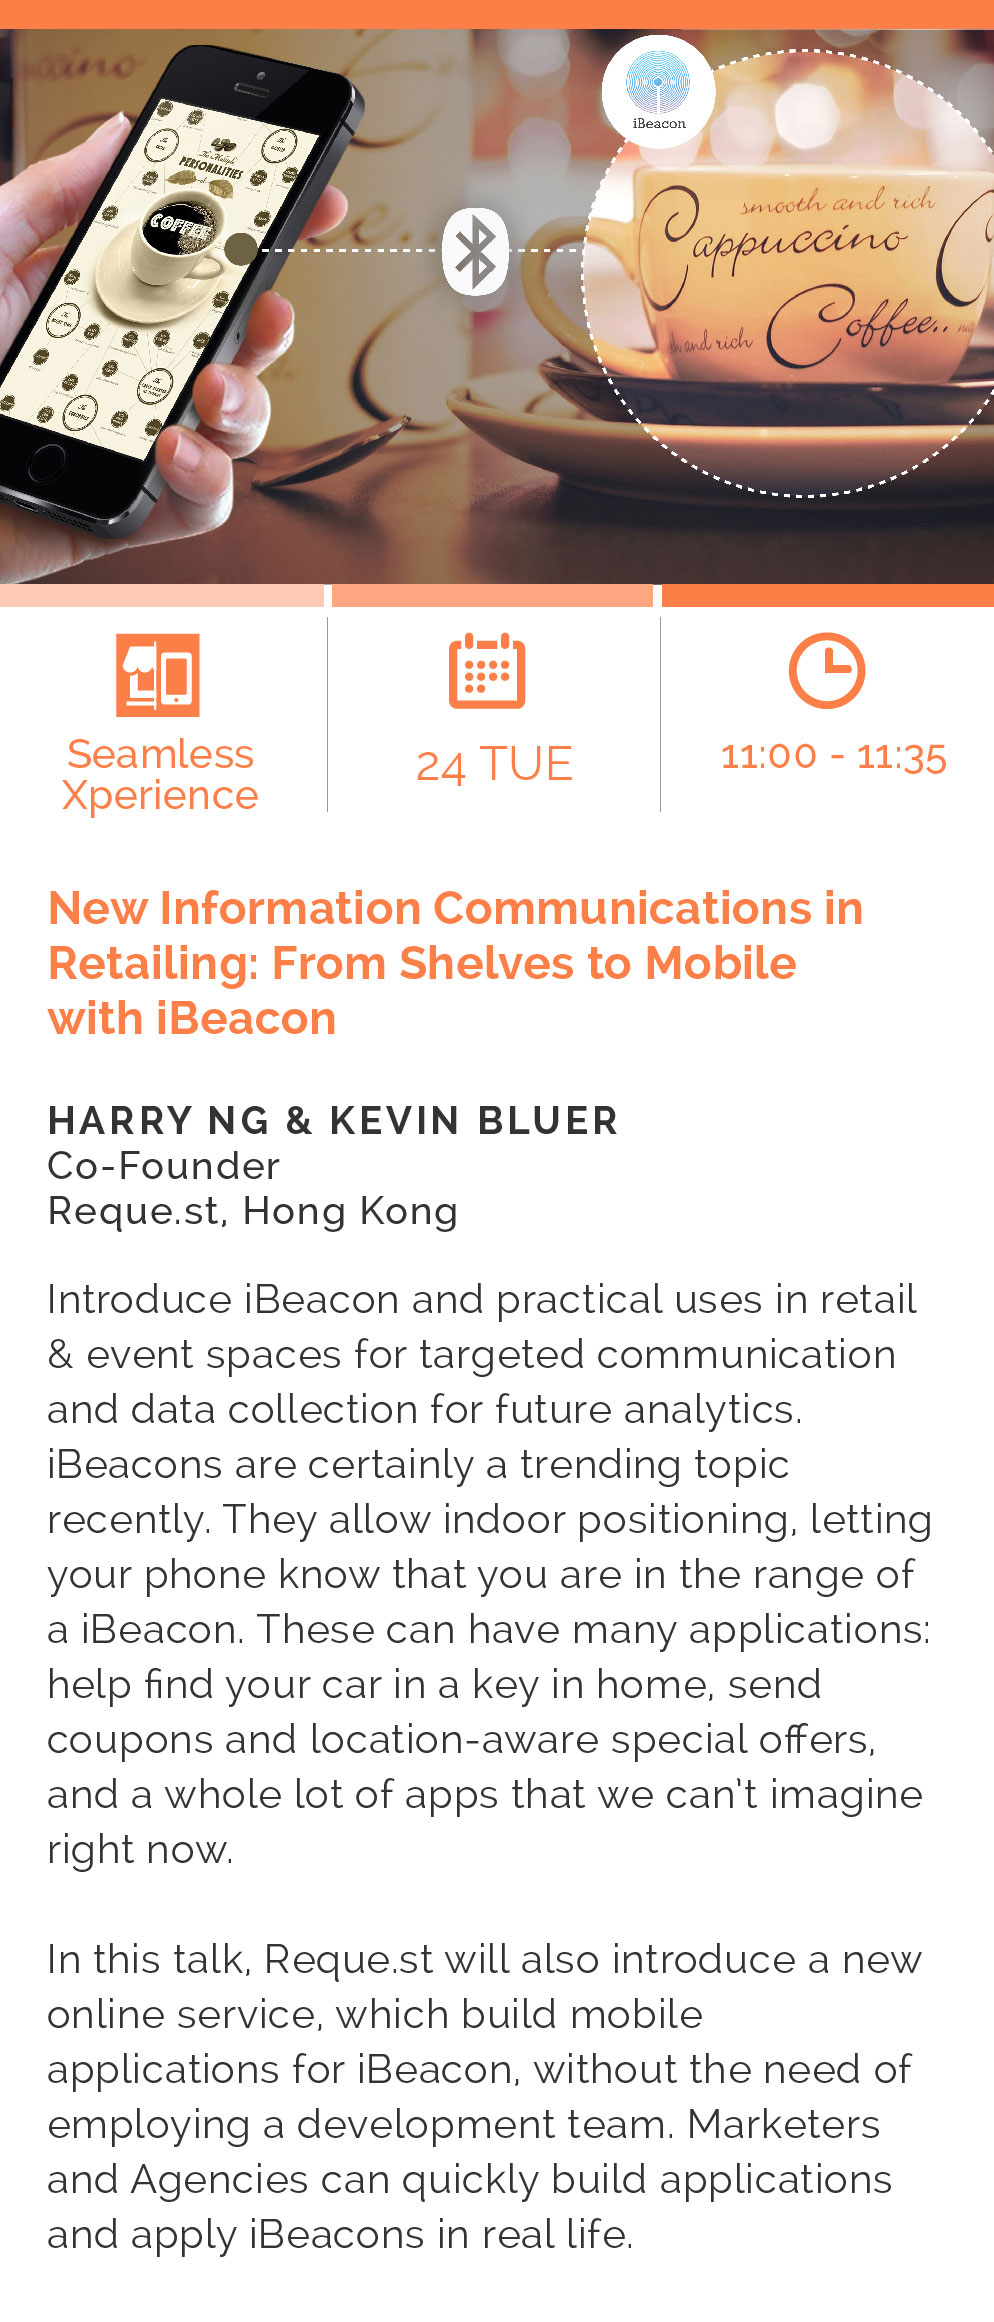 iBeacon
The Multiple
PERSONALITIES
of
COFFEE
smooth and rich
Cappuccino
Coffee..
and rich
Seamless
Xperience
24 TUE
11:00 - 11:35
New Information Communications in
Retailing: From Shelves to Mobile
with iBeacon
HARRY NG & KEVIN BLUER
Co-Founder
Reque.st, Hong Kong
Introduce iBeacon and practical uses in retail
& event spaces for targeted communication
and data collection for future analytics.
iBeacons are certainly a trending topic
recently. They allow indoor positioning, letting
your phone know that you are in the range of
a iBeacon. These can have many applications:
help find your car in a key in home, send
coupons and location-aware special offers,
and a whole lot of apps that we can't imagine
right now.
In this talk, Reque.st will also introduce a new
online service, which build mobile
applications for iBeacon, without the need of
employing a development team. Marketers
and Agencies can quickly build applications
and apply iBeacons in real life.